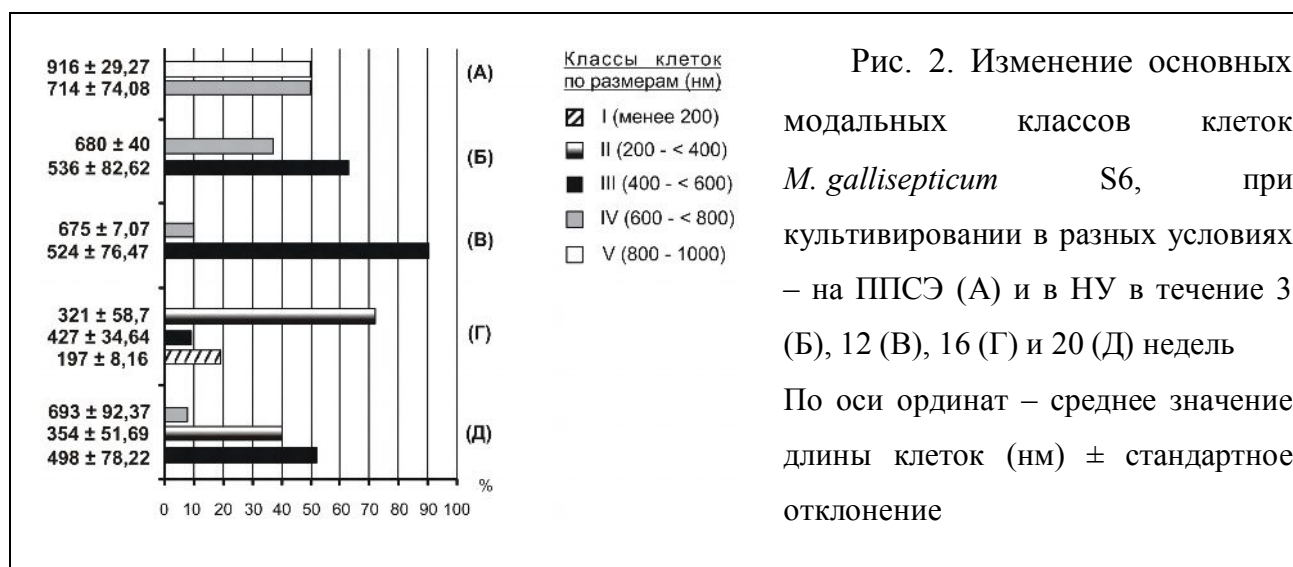 916 ± 29,27
714 ± 74,08
(А)
680 ± 40
536 ± 82,62
(Б)
675 ± 7,07
524 ± 76,47
(В)
321 ± 58,7
427 ± 34,64
197 ± 8,16
(Г)
693 ± 92,37
354 ± 51,69
498 ± 78,22
(Д)
%
0 10 20 30 40 50 60 70 80 90 100
Классы клеток
по размерам (нм)
I (менее 200)
II (200 - < 400)
III (400 - < 600)
IV (600 - < 800)
V (800 - 1000)
Рис. 2. Изменение основных
модальных классов клеток
M. gallisepticum S6, при
культивировании в разных условиях
– на ППСЭ (А) и в НУ в течение 3
(Б), 12 (В), 16 (Г) и 20 (Д) недель
По оси ординат – среднее значение
длины клеток (нм) ± стандартное
отклонение